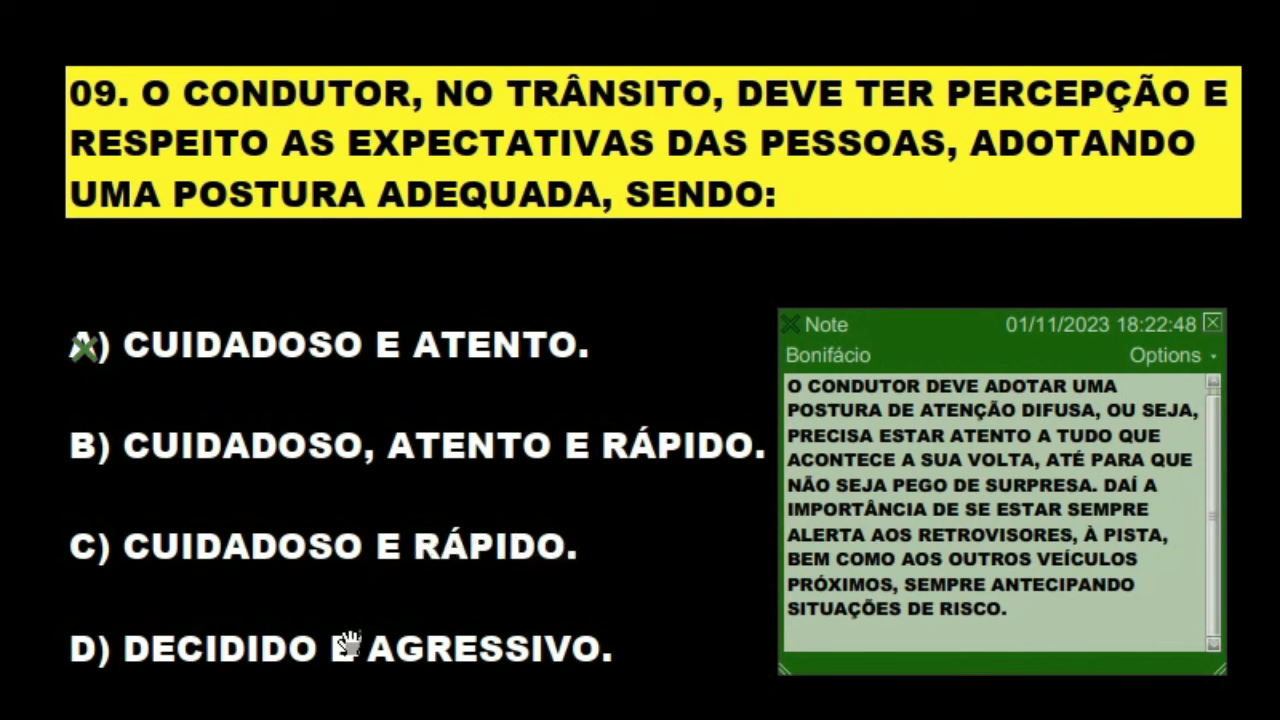 09. O CONDUTOR, NO TRÂNSITO, DEVE TER PERCEPÇÃO E
RESPEITO AS EXPECTATIVAS DAS PESSOAS, ADOTANDO
UMA POSTURA ADEQUADA, SENDO:
A) CUIDADOSO E ATENTO.
B) CUIDADOSO, ATENTO E RÁPIDO.
C) CUIDADOSO E RÁPIDO.
D) DECIDIDO E AGRESSIVO.
Note 01/11/2023 18:22:48
Bonifácio Options
O CONDUTOR DEVE ADOTAR UMA
POSTURA DE ATENÇÃO DIFUSA, OU SEJA,
PRECISA ESTAR ATENTO A TUDO QUE
ACONTECE A SUA VOLTA, ATÉ PARA QUE
NÃO SEJA PEGO DE SURPRESA. DAÍ A
IMPORTÂNCIA DE SE ESTAR SEMPRE
ALERTA AOS RETROVISORES, À PISTA,
BEM COMO AOS OUTROS VEÍCULOS
PRÓXIMOS, SEMPRE ANTECIPANDO
SITUAÇÕES DE RISCO.